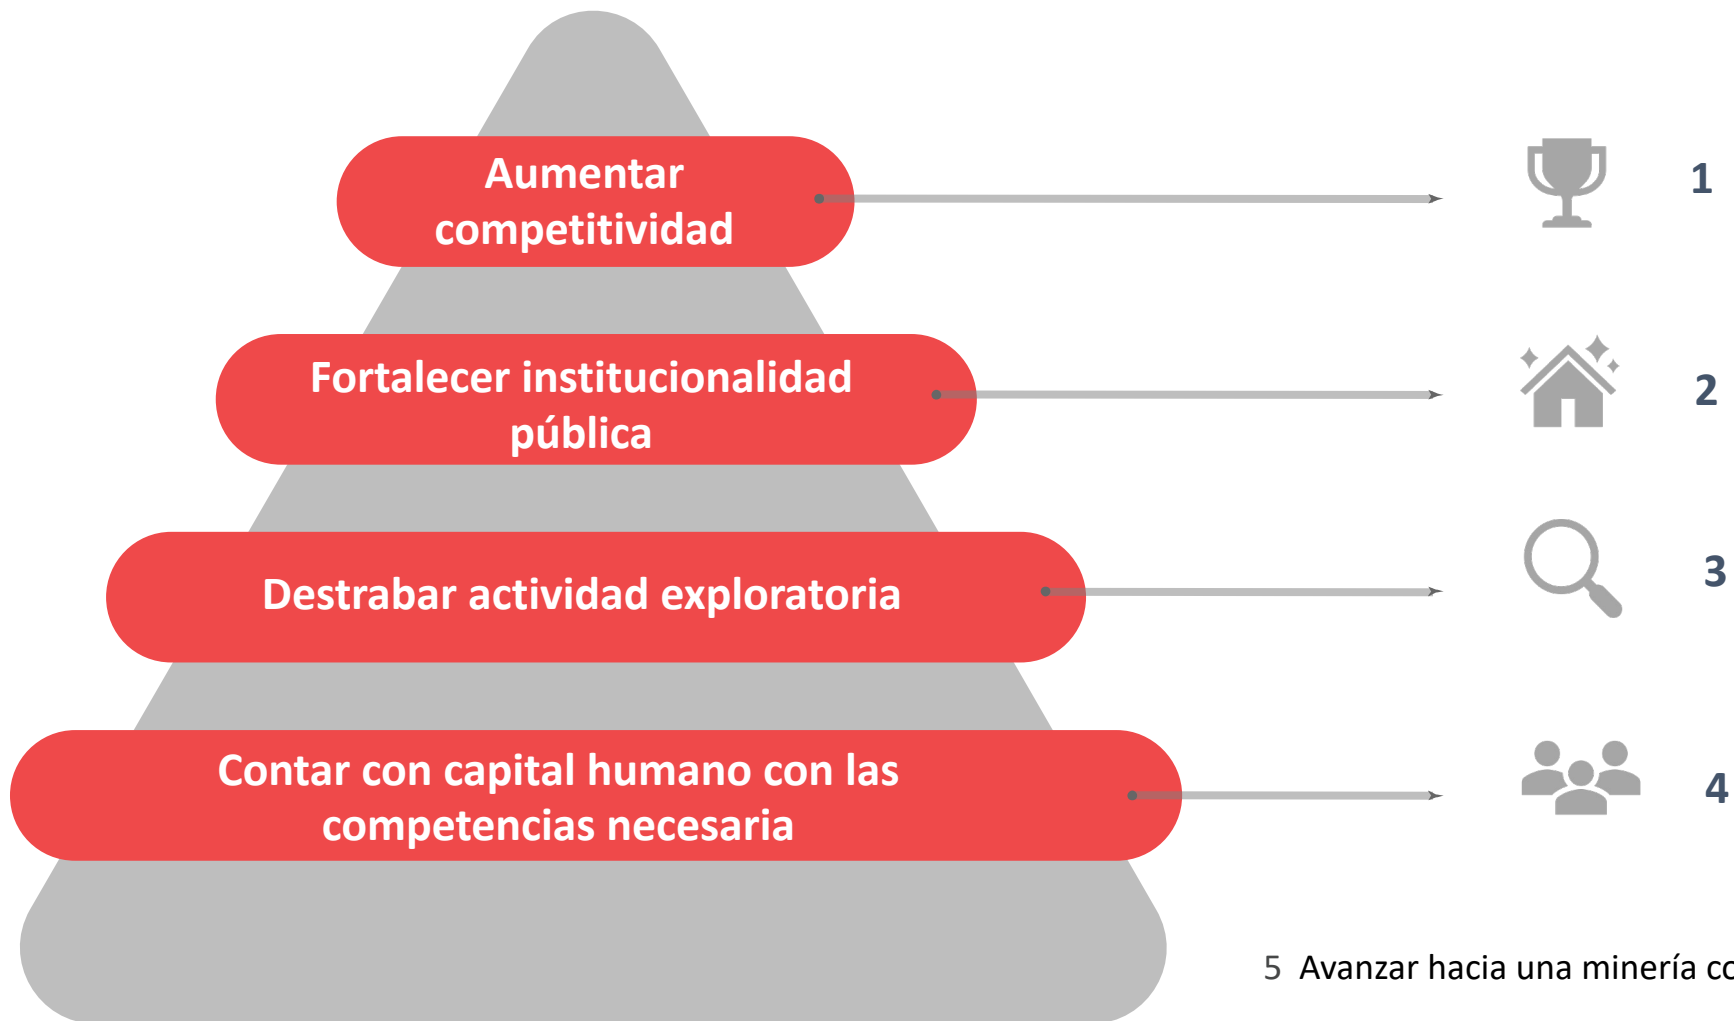 Aumentar
competitividad
1
Fortalecer institucionalidad
pública
2
Destrabar actividad exploratoria
3
Contar con capital humano con las
competencias necesaria
4
5 Avanzar hacia una minería